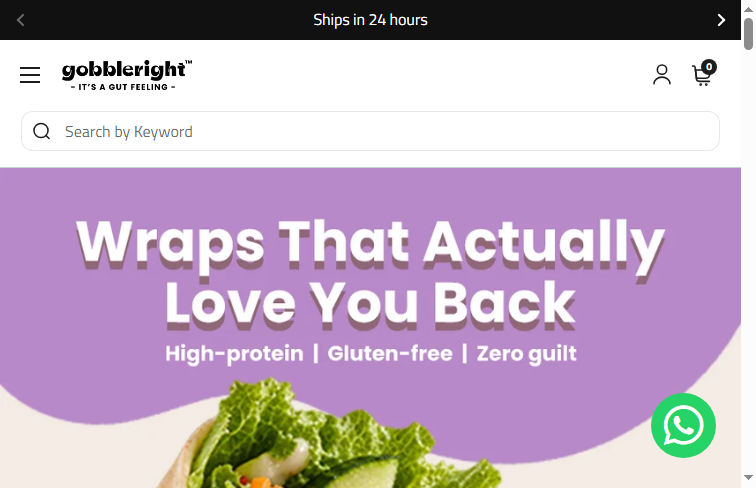 Ships in 24 hours
gobbleright™
- IT'S A GUT FEELING -
0
Search by Keyword
Wraps That Actually
Love You Back
High-protein | Gluten-free | Zero guilt